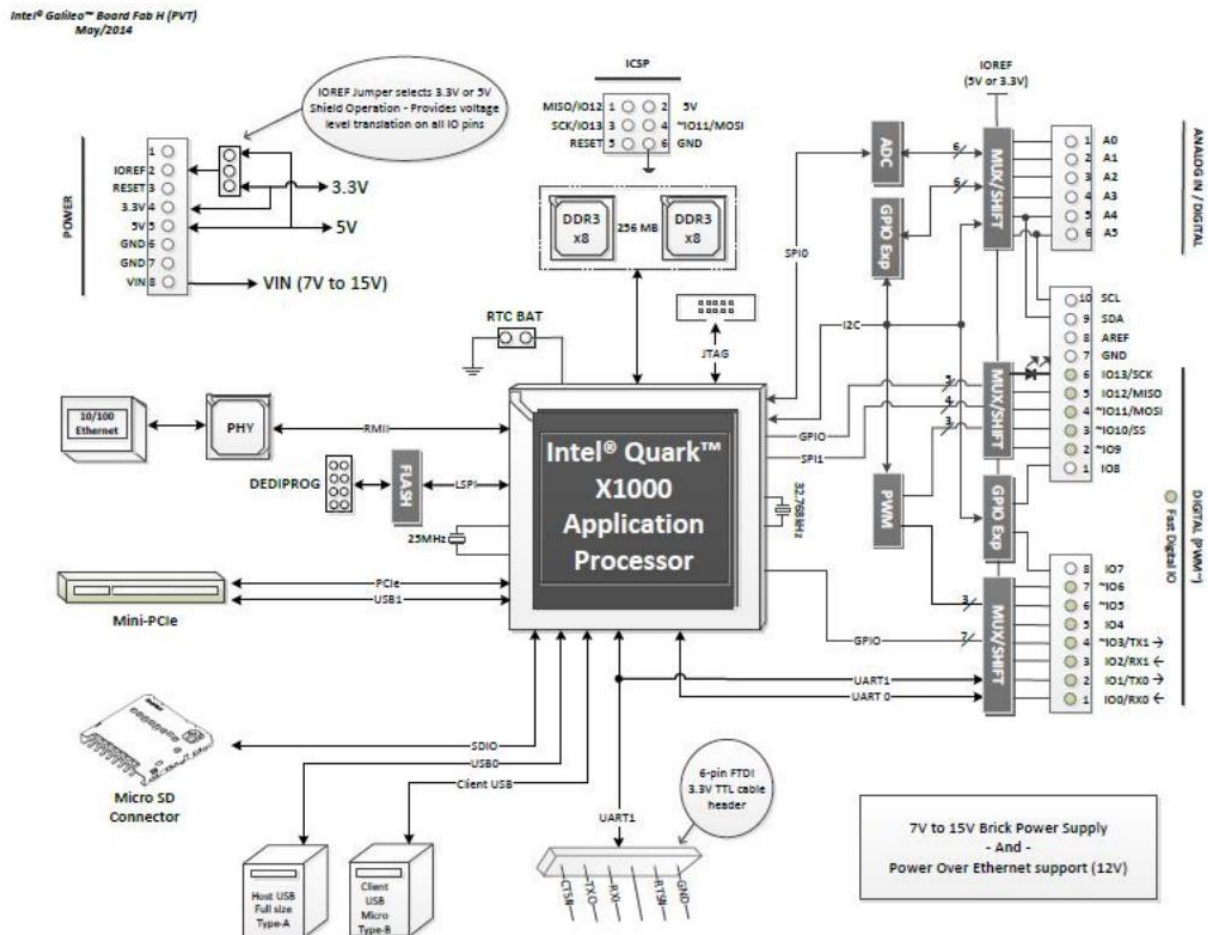 Intel® Galileo™ Board Fab H (PVT)
May/2014
IOREF Jumper selects 3.3V or 5V
Shield Operation - Provides voltage
level translation on all IO pins
POWER
1
IOREF 2
RESET 3
3.3V 4
5V 5
GND 6
GND 7
VIN 8
3.3V
5V
VIN (7V to 15V)
ICSP
MISO/IO12 1 2 5V
SCK/IO13 3 4 ~IO11/MOSI
RESET 5 6 GND
DDR3
x8
256 MB
DDR3
x8
RTC BAT
JTAG
IOREF
(5V or 3.3V)
ADC
GPIO Exp
MUX/SHIFT
6
6
SPI0
I2C
1 A0
2 A1
3 A2
4 A3
5 A4
6 A5
ANALOG IN / DIGITAL
10 SCL
9 SDA
8 AREF
7 GND
6 IO13/SCK
5 IO12/MISO
4 ~IO11/MOSI
3 ~IO10/SS
2 ~IO9
1 IO8
MUX/SHIFT
5
4
3
GPIO
SPI1
PWM
GPIO Exp
DIGITAL (PWM~)
Fast Digital IO
8 IO7
7 ~IO6
6 ~IO5
5 IO4
4 ~IO3/TX1 →
3 IO2/RX1 ←
2 IO1/TX0 →
1 IO0/RX0 ←
MUX/SHIFT
3
GPIO
7
UART1
UART 0
10/100
Ethernet
PHY
RMII
DEDIPROG
FLASH
LSPI
25MHz
32.768kHz
Intel® Quark™
X1000
Application
Processor
PCIe
USB1
Mini-PCIe
SDIO
USB0
Client USB
Micro SD
Connector
Host USB
Full size
Type-A
Client
USB
Micro
Type-B
UART1
6-pin FTDI
3.3V TTL cable
header
CTSN
TXO
RXI
RTSN
GND
7V to 15V Brick Power Supply
- And -
Power Over Ethernet support (12V)